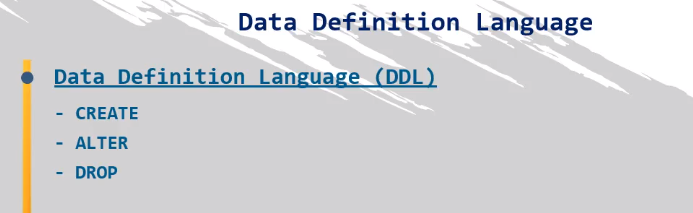 Data Definition Language
Data Definition Language (DDL)
- CREATE
- ALTER
- DROP